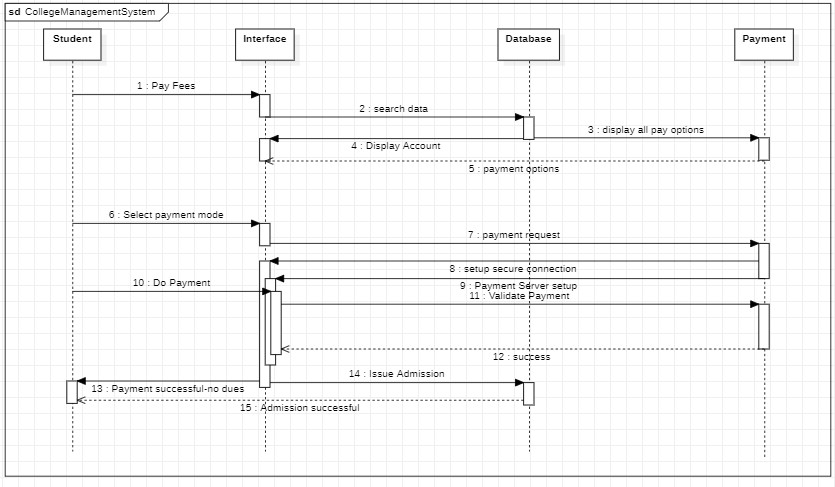 sd CollegeManagementSystem
Student
Interface
Database
Payment
1 : Pay Fees
2 : search data
3 : display all pay options
4 : Display Account
5 : payment options
6 : Select payment mode
7 : payment request
8 : setup secure connection
10 : Do Payment
9 : Payment Server setup
11 : Validate Payment
12 : success
14 : Issue Admission
13 : Payment successful-no dues
15 : Admission successful